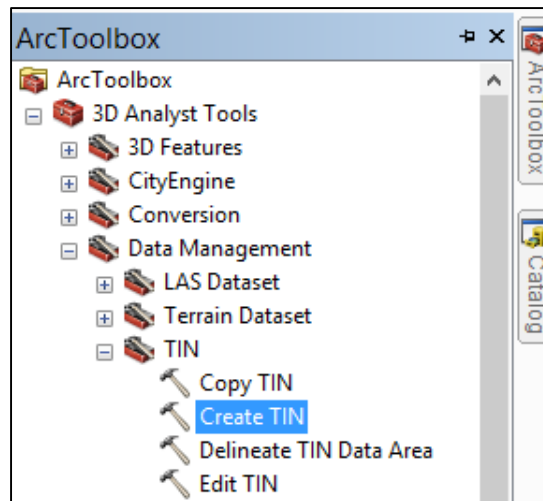 ArcToolbox
ArcToolbox
3D Analyst Tools
3D Features
CityEngine
Conversion
Data Management
LAS Dataset
Terrain Dataset
TIN
Copy TIN
Create TIN
Delineate TIN Data Area
Edit TIN
ArcToolbox
Catalog